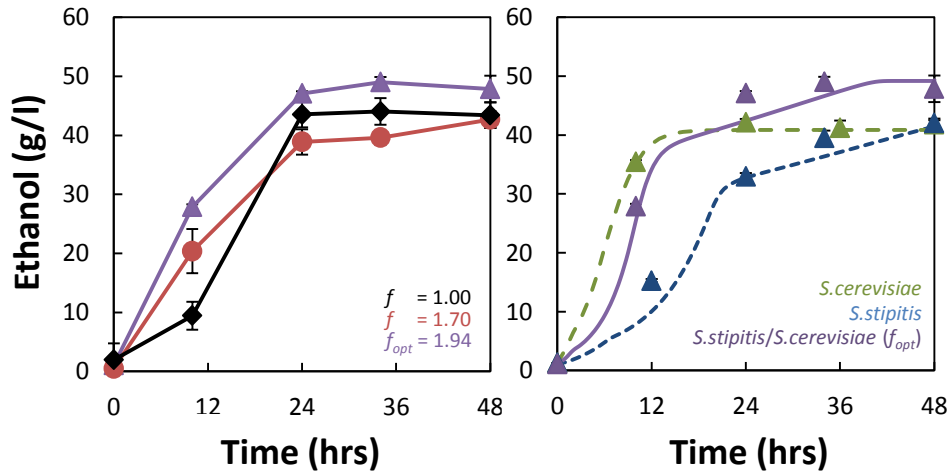 60
50
40
30
20
10
0
Ethanol (g/l)
0 12 24 36 48
Time (hrs)
f = 1.00
f = 1.70
fopt = 1.94
60
50
40
30
20
10
0
0 12 24 36 48
Time (hrs)
S.cerevisiae
S.stipitis
S.stipitis/S.cerevisiae (fopt)